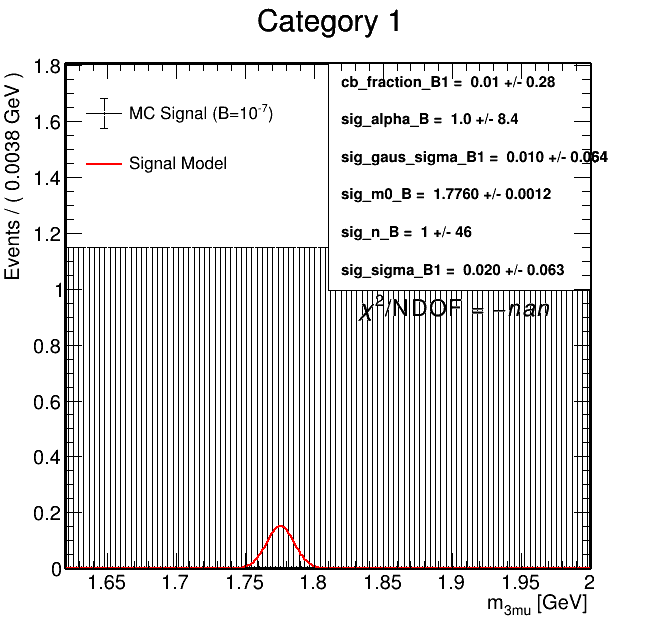 Category 1
Events / ( 0.0038 GeV )
1.8
1.6
1.4
1.2
1
0.8
0.6
0.4
0.2
0
MC Signal (B=10⁻⁷)
Signal Model
cb_fraction_B1 = 0.01 +/- 0.28
sig_alpha_B = 1.0 +/- 8.4
sig_gaus_sigma_B1 = 0.010 +/- 0.064
sig_m0_B = 1.7760 +/- 0.0012
sig_n_B = 1 +/- 46
sig_sigma_B1 = 0.020 +/- 0.063
χ²/NDOF = −nan
1.65 1.7 1.75 1.8 1.85 1.9 1.95 2
m₃ₘᵤ [GeV]